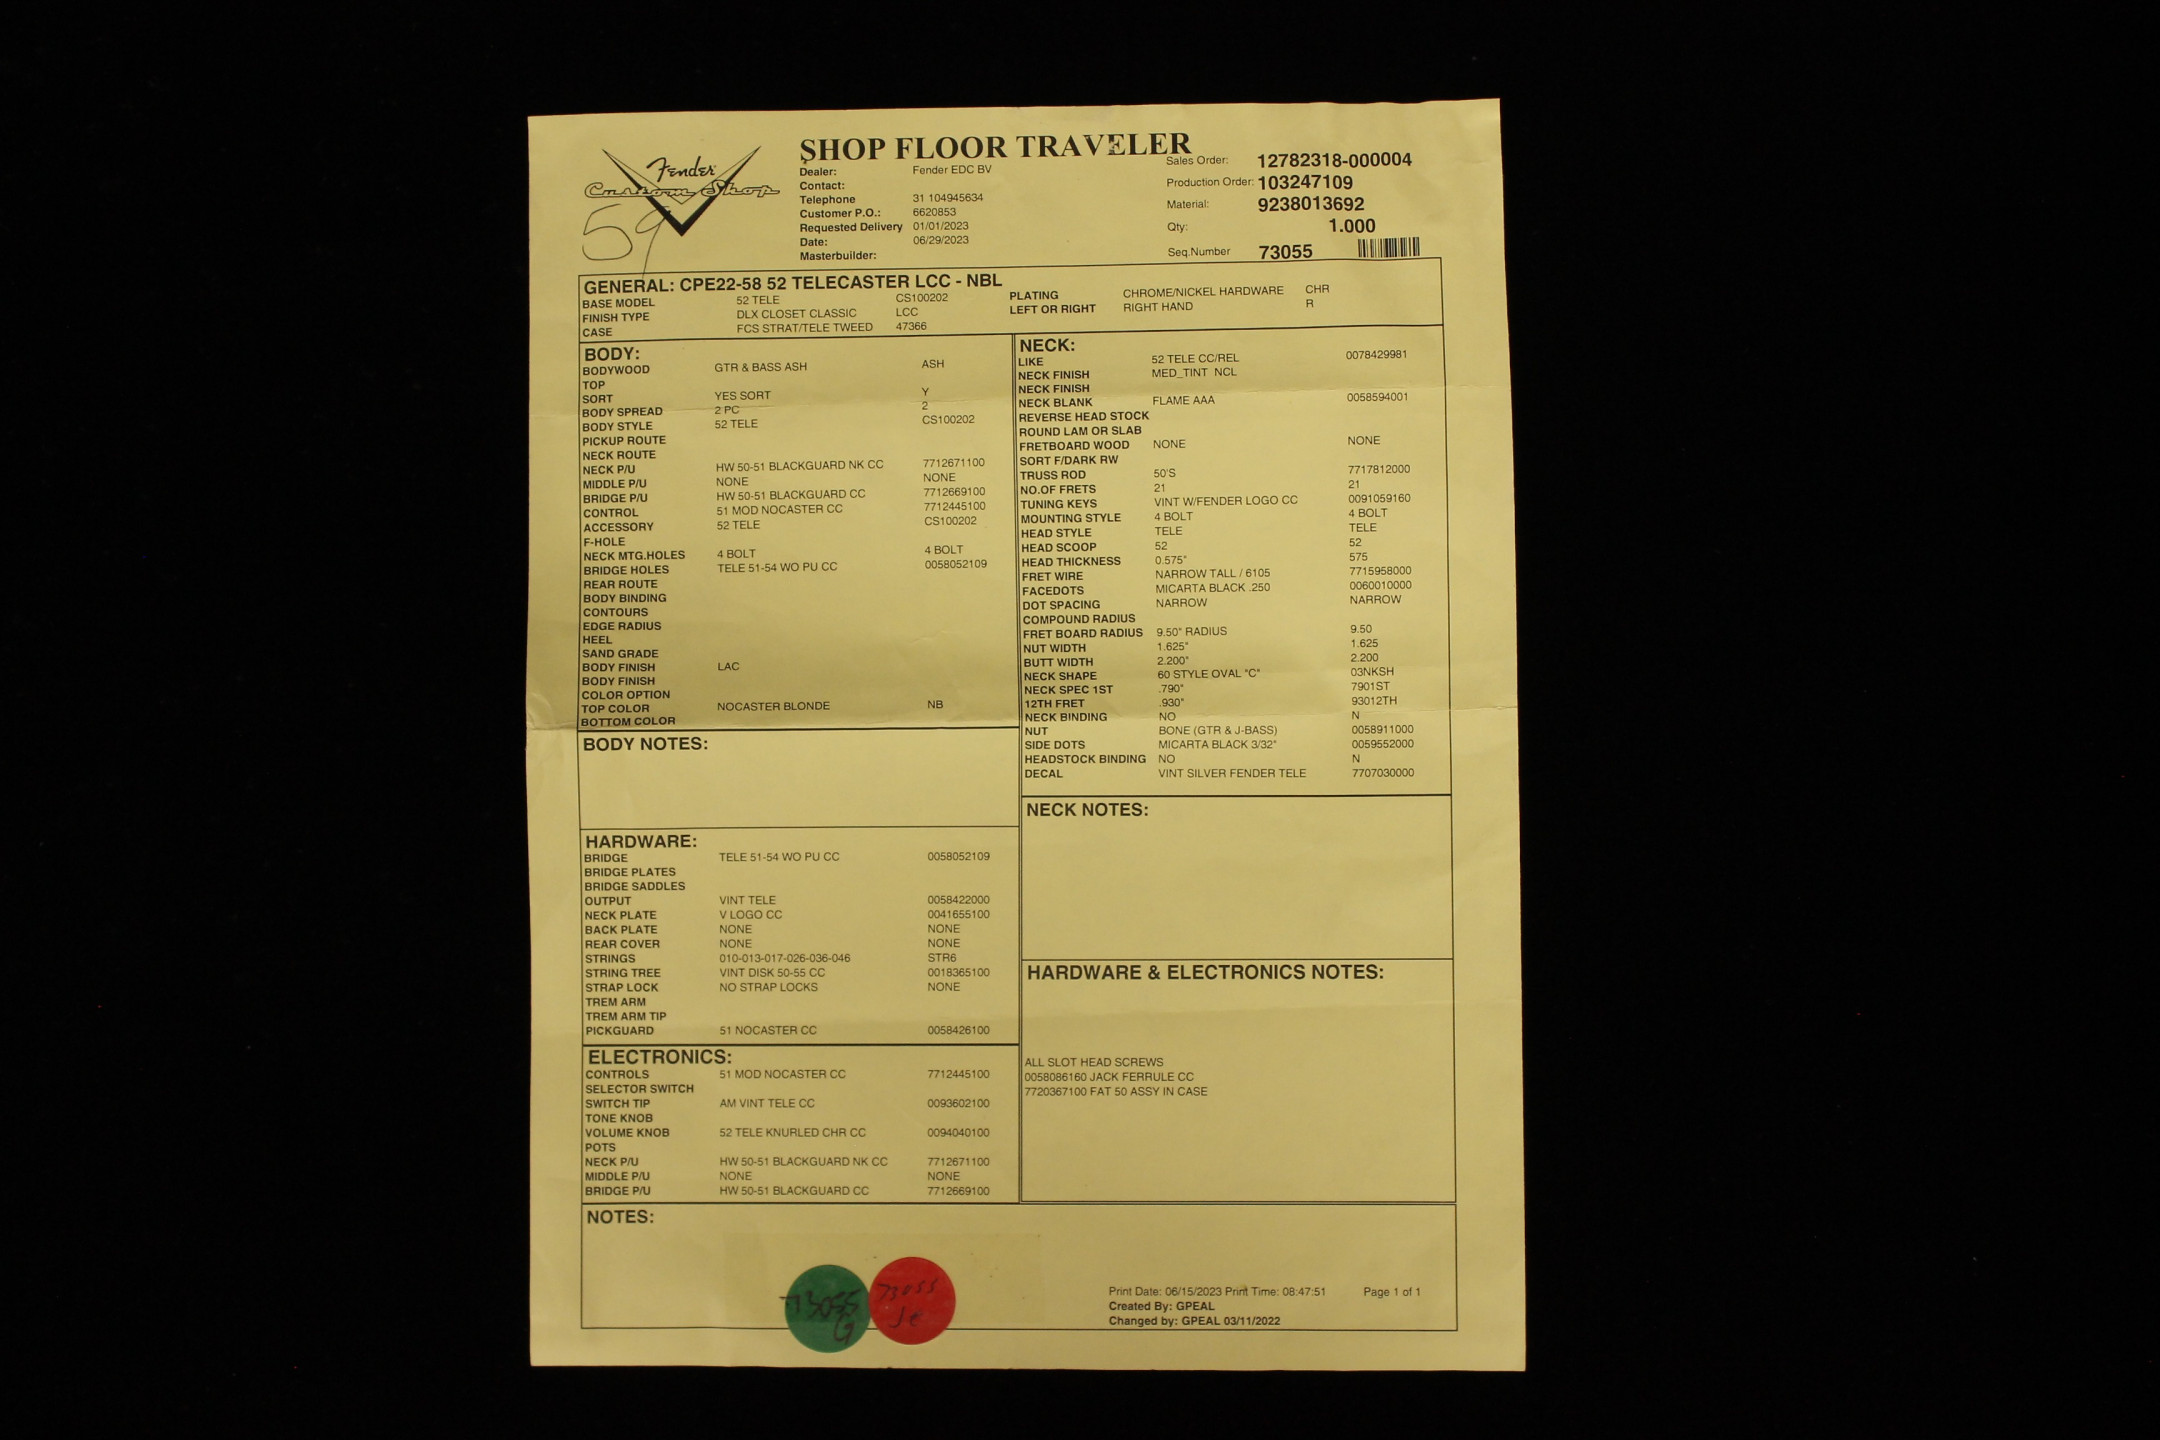 Fender
Custom Shop
59
SHOP FLOOR TRAVELER
Dealer: Fender EDC BV
Contact:
Telephone 31 104945634
Customer P.O.: 6620853
Requested Delivery 01/01/2023
Date: 06/29/2023
Masterbuilder:
Sales Order: 12782318-000004
Production Order: 103247109
Material: 9238013692
Qty: 1.000
Seq.Number 73055
GENERAL: CPE22-58 52 TELECASTER LCC - NBL
BASE MODEL 52 TELE CS100202
FINISH TYPE DLX CLOSET CLASSIC LCC
CASE FCS STRAT/TELE TWEED 47366
PLATING CHROME/NICKEL HARDWARE CHR
LEFT OR RIGHT RIGHT HAND R
BODY:
BODYWOOD GTR & BASS ASH ASH
TOP
SORT YES SORT Y
BODY SPREAD 2 PC 2
BODY STYLE 52 TELE CS100202
PICKUP ROUTE
NECK ROUTE
NECK P/U HW 50-51 BLACKGUARD NK CC 7712671100
MIDDLE P/U NONE NONE
BRIDGE P/U HW 50-51 BLACKGUARD CC 7712669100
CONTROL 51 MOD NOCASTER CC 7712445100
ACCESSORY 52 TELE CS100202
F-HOLE
NECK MTG.HOLES 4 BOLT 4 BOLT
BRIDGE HOLES TELE 51-54 WO PU CC 0058052109
REAR ROUTE
BODY BINDING
CONTOURS
EDGE RADIUS
HEEL
SAND GRADE
BODY FINISH LAC
BODY FINISH
COLOR OPTION
TOP COLOR NOCASTER BLONDE NB
BOTTOM COLOR
BODY NOTES:
HARDWARE:
BRIDGE TELE 51-54 WO PU CC 0058052109
BRIDGE PLATES
BRIDGE SADDLES
OUTPUT VINT TELE 0058422000
NECK PLATE V LOGO CC 0041655100
BACK PLATE NONE NONE
REAR COVER NONE NONE
STRINGS 010-013-017-026-036-046 STR6
STRING TREE VINT DISK 50-55 CC 0018365100
STRAP LOCK NO STRAP LOCKS NONE
TREM ARM
TREM ARM TIP
PICKGUARD 51 NOCASTER CC 0058426100
ELECTRONICS:
CONTROLS 51 MOD NOCASTER CC 7712445100
SELECTOR SWITCH
SWITCH TIP AM VINT TELE CC 0093602100
TONE KNOB
VOLUME KNOB 52 TELE KNURLED CHR CC 0094040100
POTS
NECK P/U HW 50-51 BLACKGUARD NK CC 7712671100
MIDDLE P/U NONE NONE
BRIDGE P/U HW 50-51 BLACKGUARD CC 7712669100
NECK:
LIKE 52 TELE CC/REL 0078429981
NECK FINISH MED_TINT NCL
NECK FINISH
NECK BLANK FLAME AAA 0058594001
REVERSE HEAD STOCK
ROUND LAM OR SLAB
FRETBOARD WOOD NONE NONE
SORT F/DARK RW
TRUSS ROD 50'S 7717812000
NO.OF FRETS 21 21
TUNING KEYS VINT W/FENDER LOGO CC 0091059160
MOUNTING STYLE 4 BOLT 4 BOLT
HEAD STYLE TELE TELE
HEAD SCOOP 52 52
HEAD THICKNESS 0.575" 575
FRET WIRE NARROW TALL / 6105 7715958000
FACEDOTS MICARTA BLACK .250 0060010000
DOT SPACING NARROW NARROW
COMPOUND RADIUS
FRET BOARD RADIUS 9.50" RADIUS 9.50
NUT WIDTH 1.625" 1.625
BUTT WIDTH 2.200" 2.200
NECK SHAPE 60 STYLE OVAL "C" 03NKSH
NECK SPEC 1ST .790" 7901ST
12TH FRET .930" 93012TH
NECK BINDING NO N
NUT BONE (GTR & J-BASS) 0058911000
SIDE DOTS MICARTA BLACK 3/32" 0059552000
HEADSTOCK BINDING NO N
DECAL VINT SILVER FENDER TELE 7707030000
NECK NOTES:
HARDWARE & ELECTRONICS NOTES:
ALL SLOT HEAD SCREWS
0058086160 JACK FERRULE CC
7720367100 FAT 50 ASSY IN CASE
NOTES:
73055
G
73055
Je
Print Date: 06/15/2023 Print Time: 08:47:51 Page 1 of 1
Created By: GPEAL
Changed by: GPEAL 03/11/2022